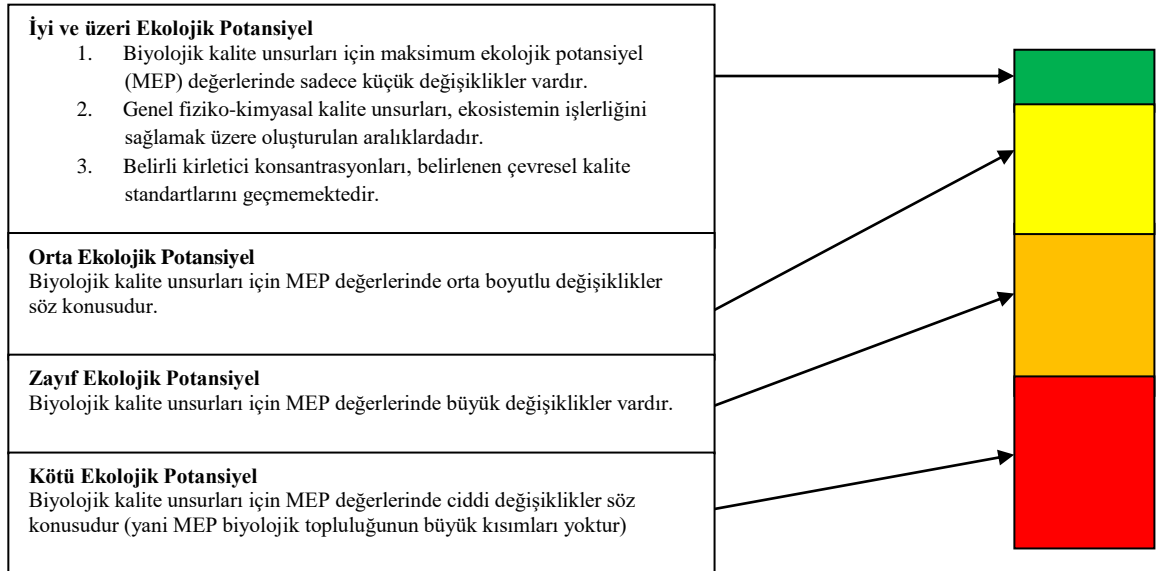 İyi ve üzeri Ekolojik Potansiyel
1. Biyolojik kalite unsurları için maksimum ekolojik potansiyel
(MEP) değerlerinde sadece küçük değişiklikler vardır.
2. Genel fiziko-kimyasal kalite unsurları, ekosistemin işlerliğini
sağlamak üzere oluşturulan aralıklardadır.
3. Belirli kirletici konsantrasyonları, belirlenen çevresel kalite
standartlarını geçmemektedir.
Orta Ekolojik Potansiyel
Biyolojik kalite unsurları için MEP değerlerinde orta boyutlu değişiklikler
söz konusudur.
Zayıf Ekolojik Potansiyel
Biyolojik kalite unsurları için MEP değerlerinde büyük değişiklikler vardır.
Kötü Ekolojik Potansiyel
Biyolojik kalite unsurları için MEP değerlerinde ciddi değişiklikler söz
konusudur (yani MEP biyolojik topluluğunun büyük kısımları yoktur)